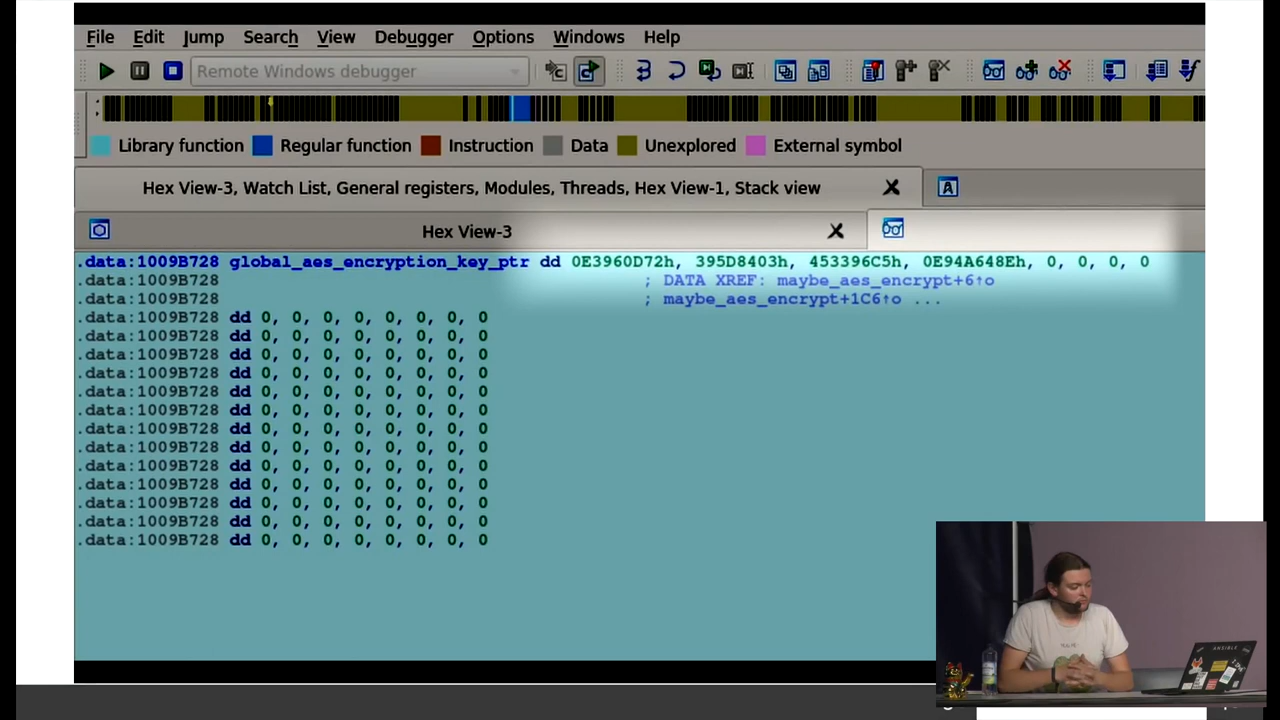 File Edit Jump Search View Debugger Options Windows Help
Remote Windows debugger
Library function Regular function Instruction Data Unexplored External symbol
Hex View-3, Watch List, General registers, Modules, Threads, Hex View-1, Stack view
Hex View-3
.data:1009B728 global_aes_encryption_key_ptr dd 0E3960D72h, 395D8403h, 453396C5h, 0E94A648Eh, 0, 0, 0, 0
.data:1009B728 ; DATA XREF: maybe_aes_encrypt+6↑o
.data:1009B728 ; maybe_aes_encrypt+1C6↑o ...
.data:1009B728 dd 0, 0, 0, 0, 0, 0, 0, 0
.data:1009B728 dd 0, 0, 0, 0, 0, 0, 0, 0
.data:1009B728 dd 0, 0, 0, 0, 0, 0, 0, 0
.data:1009B728 dd 0, 0, 0, 0, 0, 0, 0, 0
.data:1009B728 dd 0, 0, 0, 0, 0, 0, 0, 0
.data:1009B728 dd 0, 0, 0, 0, 0, 0, 0, 0
.data:1009B728 dd 0, 0, 0, 0, 0, 0, 0, 0
.data:1009B728 dd 0, 0, 0, 0, 0, 0, 0, 0
.data:1009B728 dd 0, 0, 0, 0, 0, 0, 0, 0
.data:1009B728 dd 0, 0, 0, 0, 0, 0, 0, 0
.data:1009B728 dd 0, 0, 0, 0, 0, 0, 0, 0
.data:1009B728 dd 0, 0, 0, 0, 0, 0, 0, 0
.data:1009B728 dd 0, 0, 0, 0, 0, 0, 0, 0
ANSIBLE